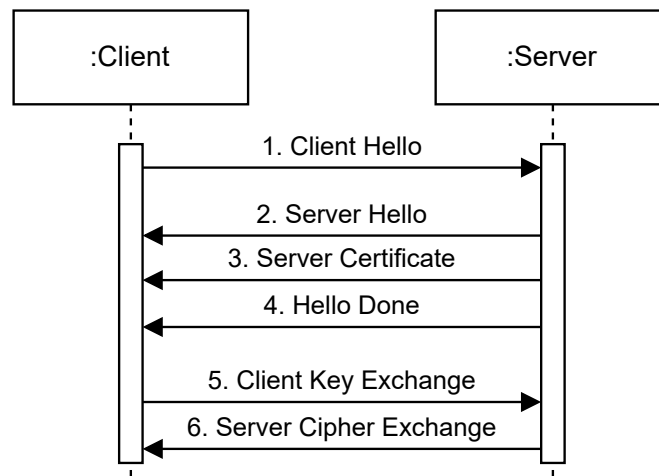 :Client
:Server
1. Client Hello
2. Server Hello
3. Server Certificate
4. Hello Done
5. Client Key Exchange
6. Server Cipher Exchange